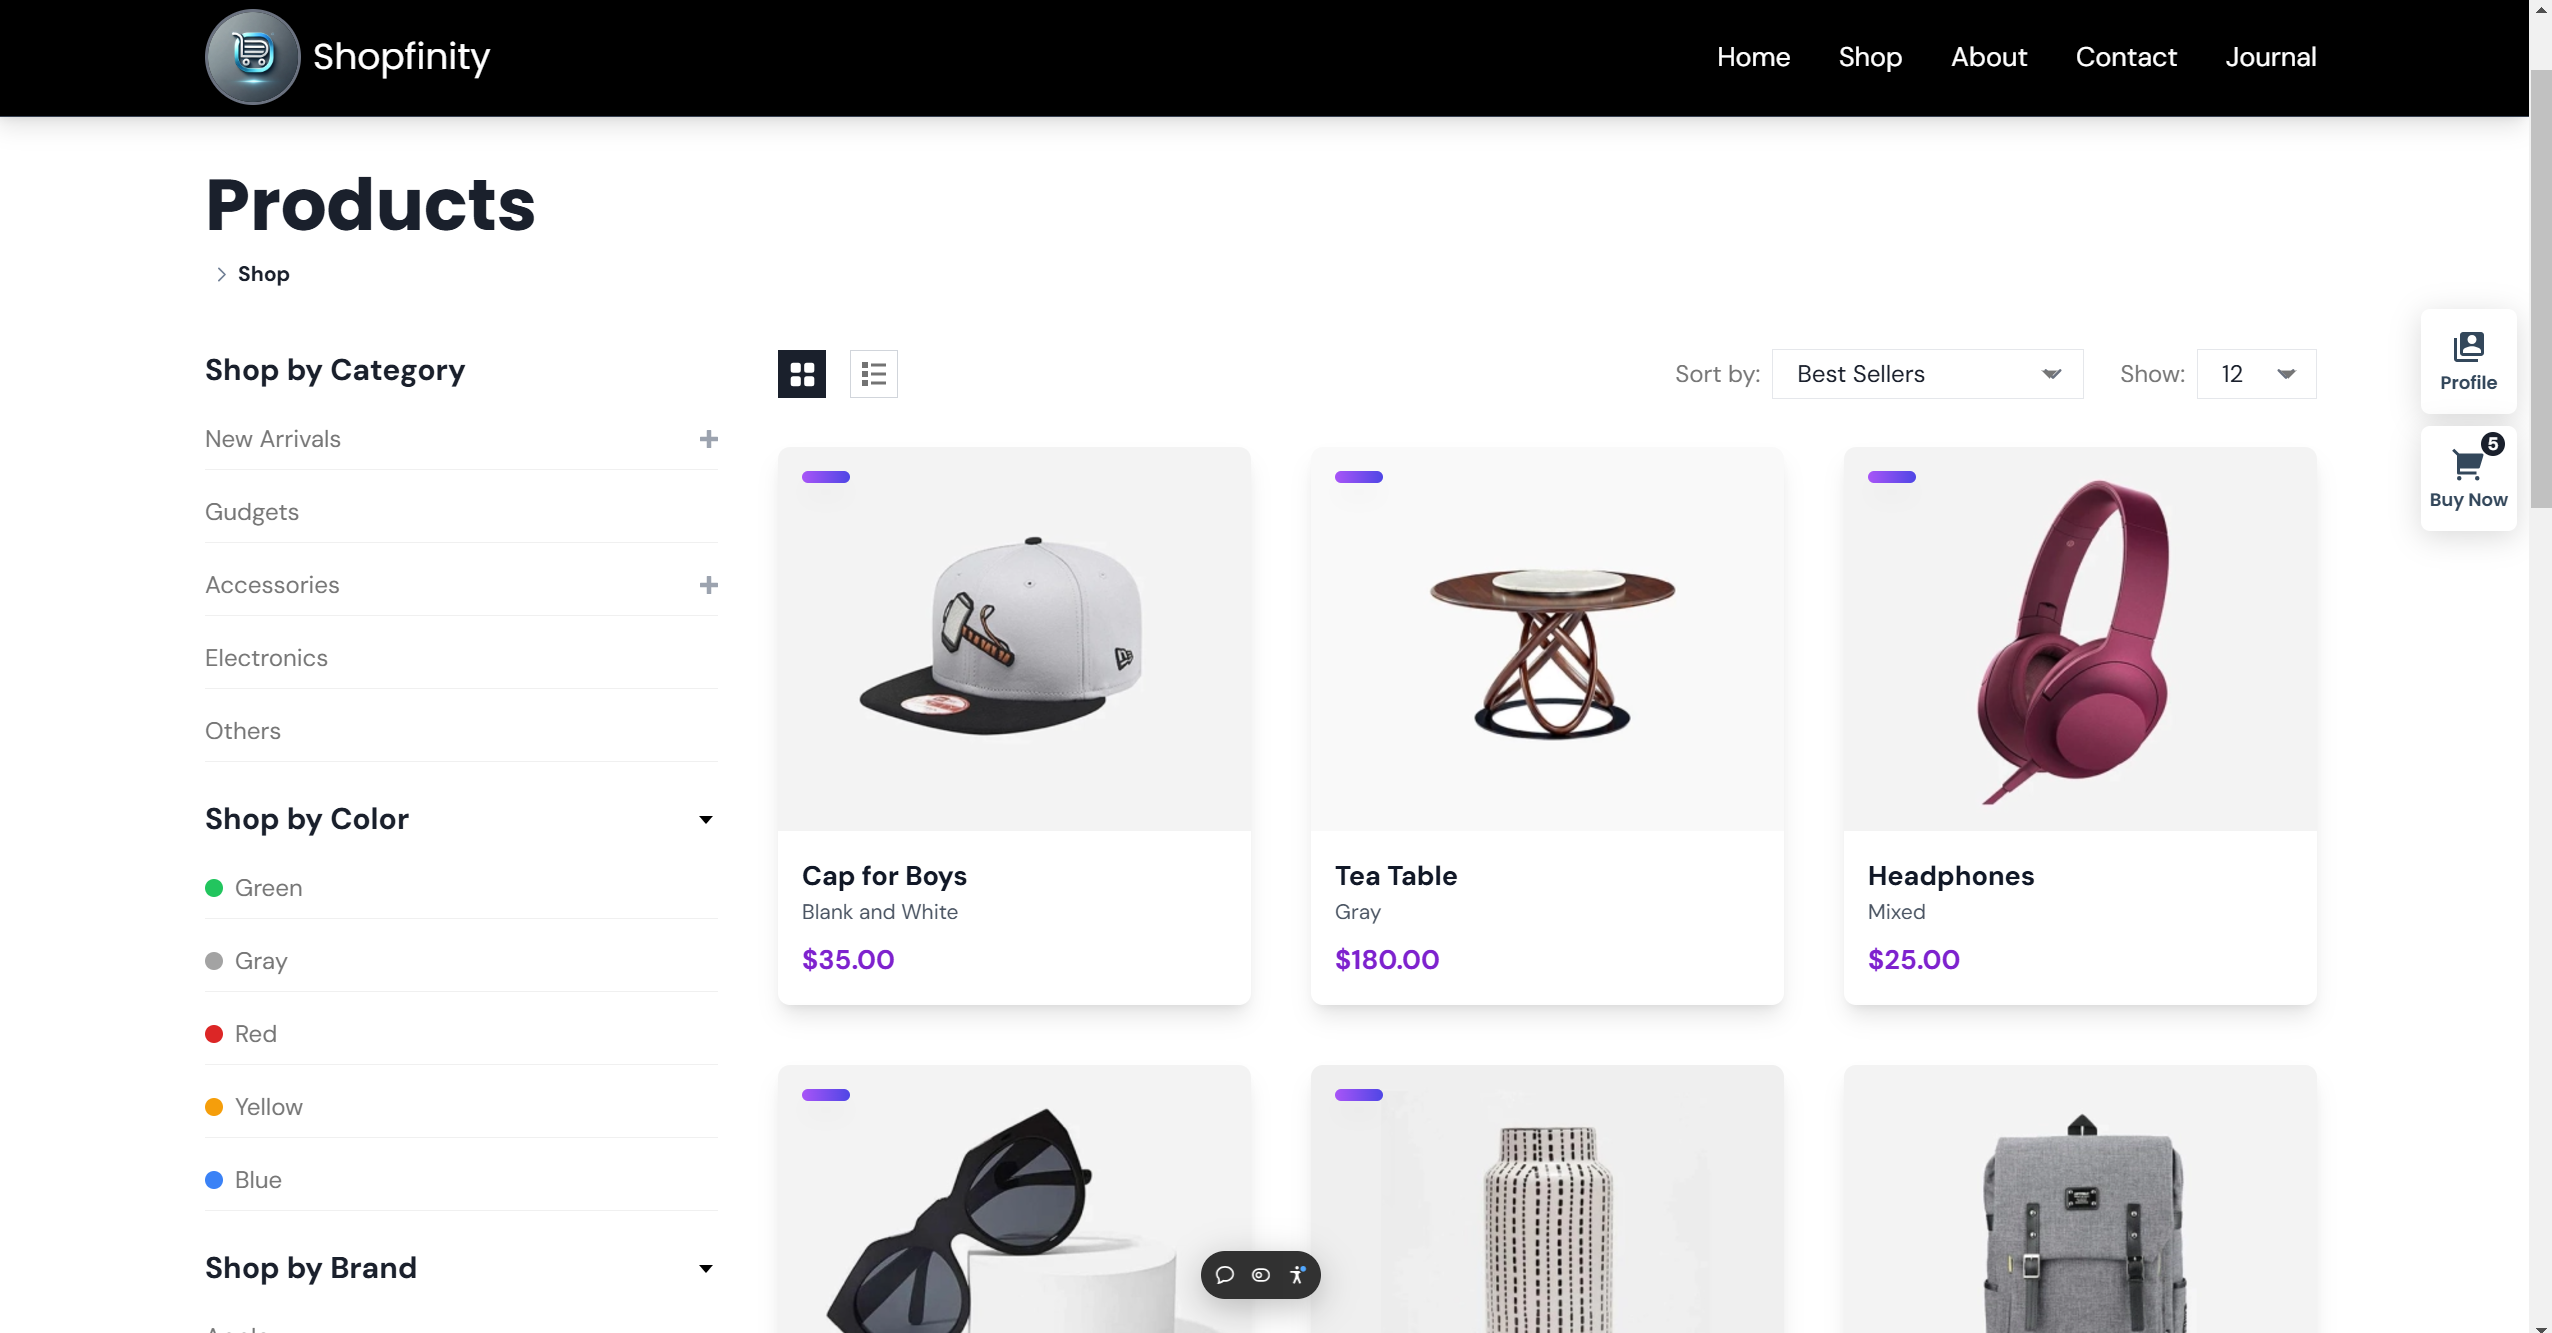 Shopfinity
Home Shop About Contact Journal
Products
Shop
Shop by Category
New Arrivals
Gudgets
Accessories
Electronics
Others
Shop by Color
Green
Gray
Red
Yellow
Blue
Shop by Brand
Sort by: Best Sellers Show: 12
Cap for Boys
Blank and White
$35.00
Tea Table
Gray
$180.00
Headphones
Mixed
$25.00
Profile
5
Buy Now